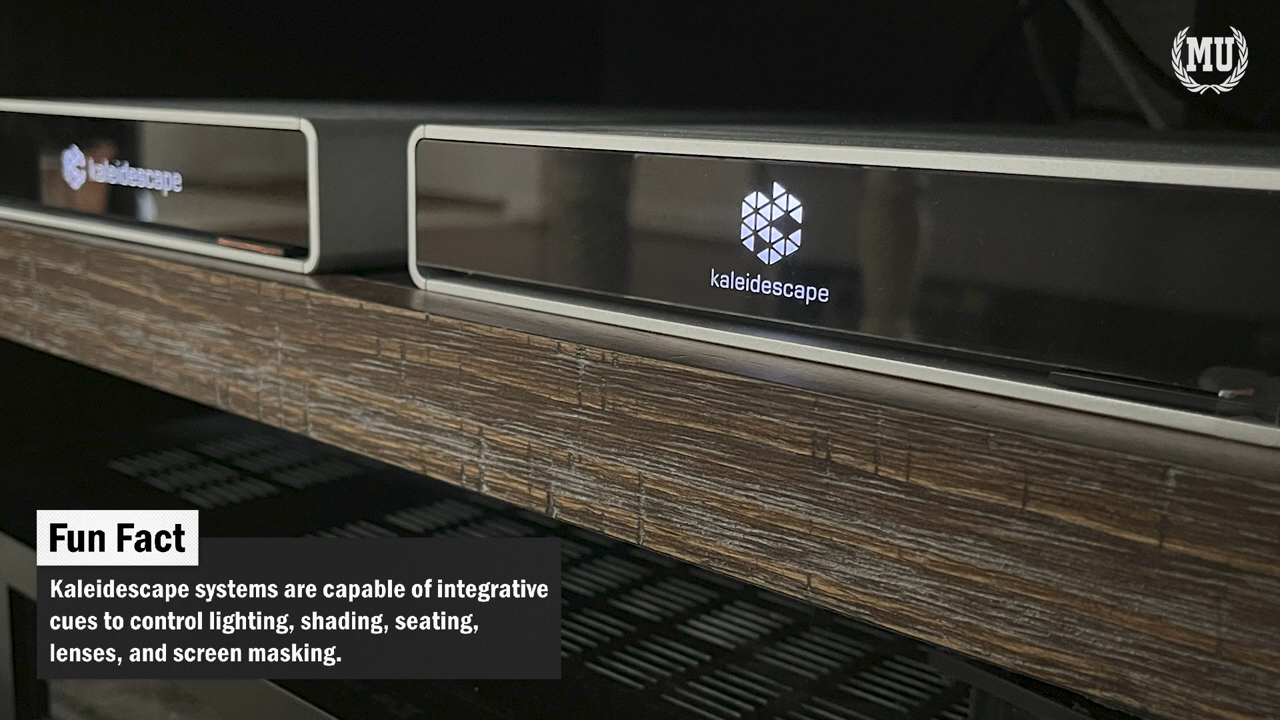 MU
kaleidescape
kaleidescape
Fun Fact
Kaleidescape systems are capable of integrative
cues to control lighting, shading, seating,
lenses, and screen masking.